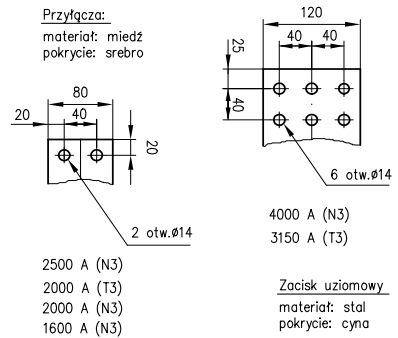 Przyłącza:
materiał: miedź
pokrycie: srebro
80
20
40
20
2 otw.ø14
2500 A (N3)
2000 A (T3)
2000 A (N3)
1600 A (N3)
120
25
40
40
40
6 otw.ø14
4000 A (N3)
3150 A (T3)
Zacisk uziomowy
materiał: stal
pokrycie: cyna